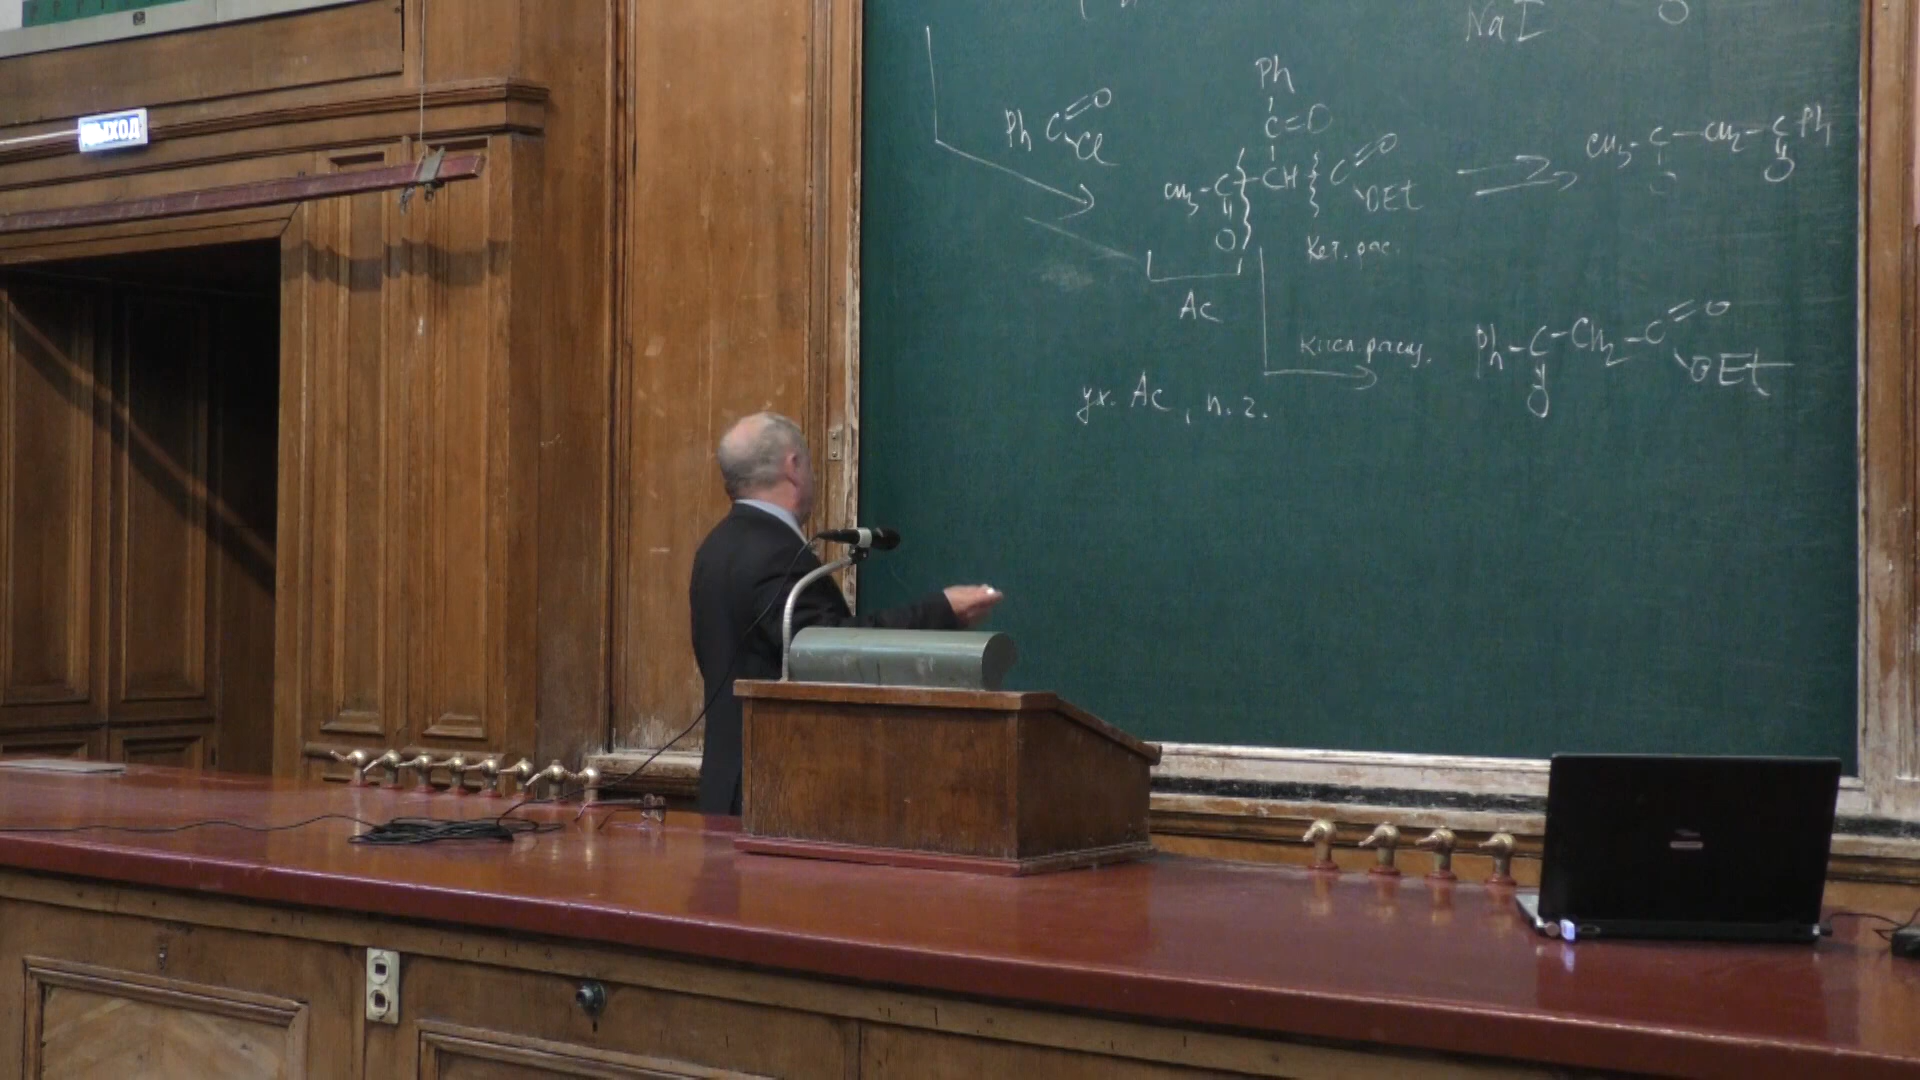 NaI
O
ВЫХОД
Ph
Ph C=O Cl
C=O
CH3-C-CH C=O OEt
O
CH3-C-CH2-C Ph
O
O
Кет. рас.
Ac
Кисл. расщ.
Ph-C-CH2-C=O OEt
O
ух. Ac, п.г.